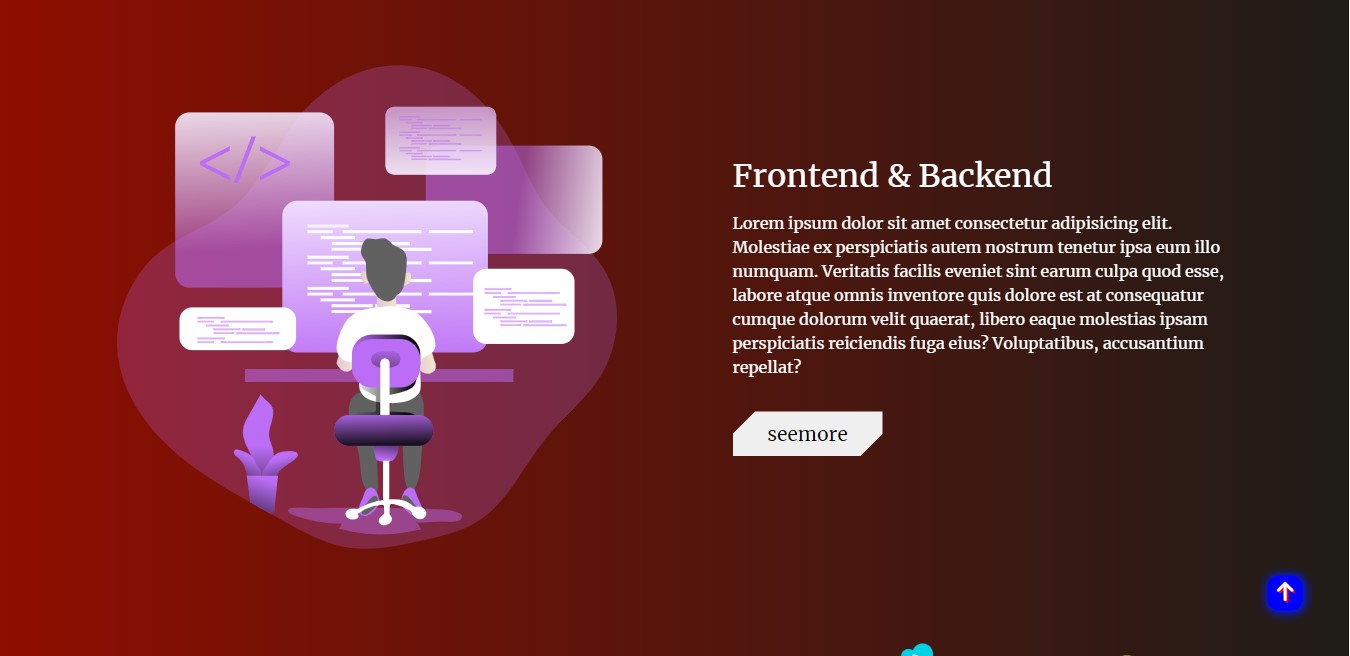 </>
Frontend & Backend
Lorem ipsum dolor sit amet consectetur adipisicing elit.
Molestiae ex perspiciatis autem nostrum tenetur ipsa eum illo
numquam. Veritatis facilis eveniet sint earum culpa quod esse,
labore atque omnis inventore quis dolore est at consequatur
cumque dolorum velit quaerat, libero eaque molestias ipsam
perspiciatis reiciendis fuga eius? Voluptatibus, accusantium
repellat?
seemore